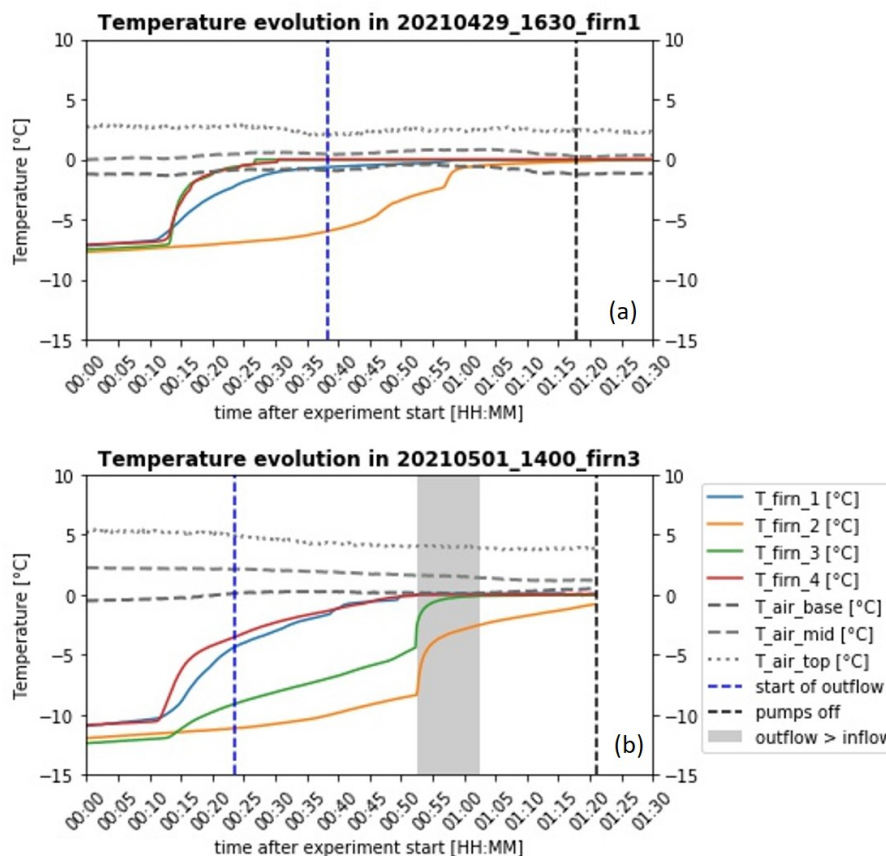 Temperature evolution in 20210429_1630_firn1
10
10
5
5
0
0
−5
−5
−10
−10
−15
−15
Temperature [°C]
(a)
00:00 00:05 00:10 00:15 00:20 00:25 00:30 00:35 00:40 00:45 00:50 00:55 01:00 01:05 01:10 01:15 01:20 01:25 01:30
time after experiment start [HH:MM]
Temperature evolution in 20210501_1400_firn3
10
10
5
5
0
0
−5
−5
−10
−10
−15
−15
Temperature [°C]
(b)
00:00 00:05 00:10 00:15 00:20 00:25 00:30 00:35 00:40 00:45 00:50 00:55 01:00 01:05 01:10 01:15 01:20 01:25 01:30
time after experiment start [HH:MM]
T_firn_1 [°C]
T_firn_2 [°C]
T_firn_3 [°C]
T_firn_4 [°C]
T_air_base [°C]
T_air_mid [°C]
T_air_top [°C]
start of outflow
pumps off
outflow > inflow